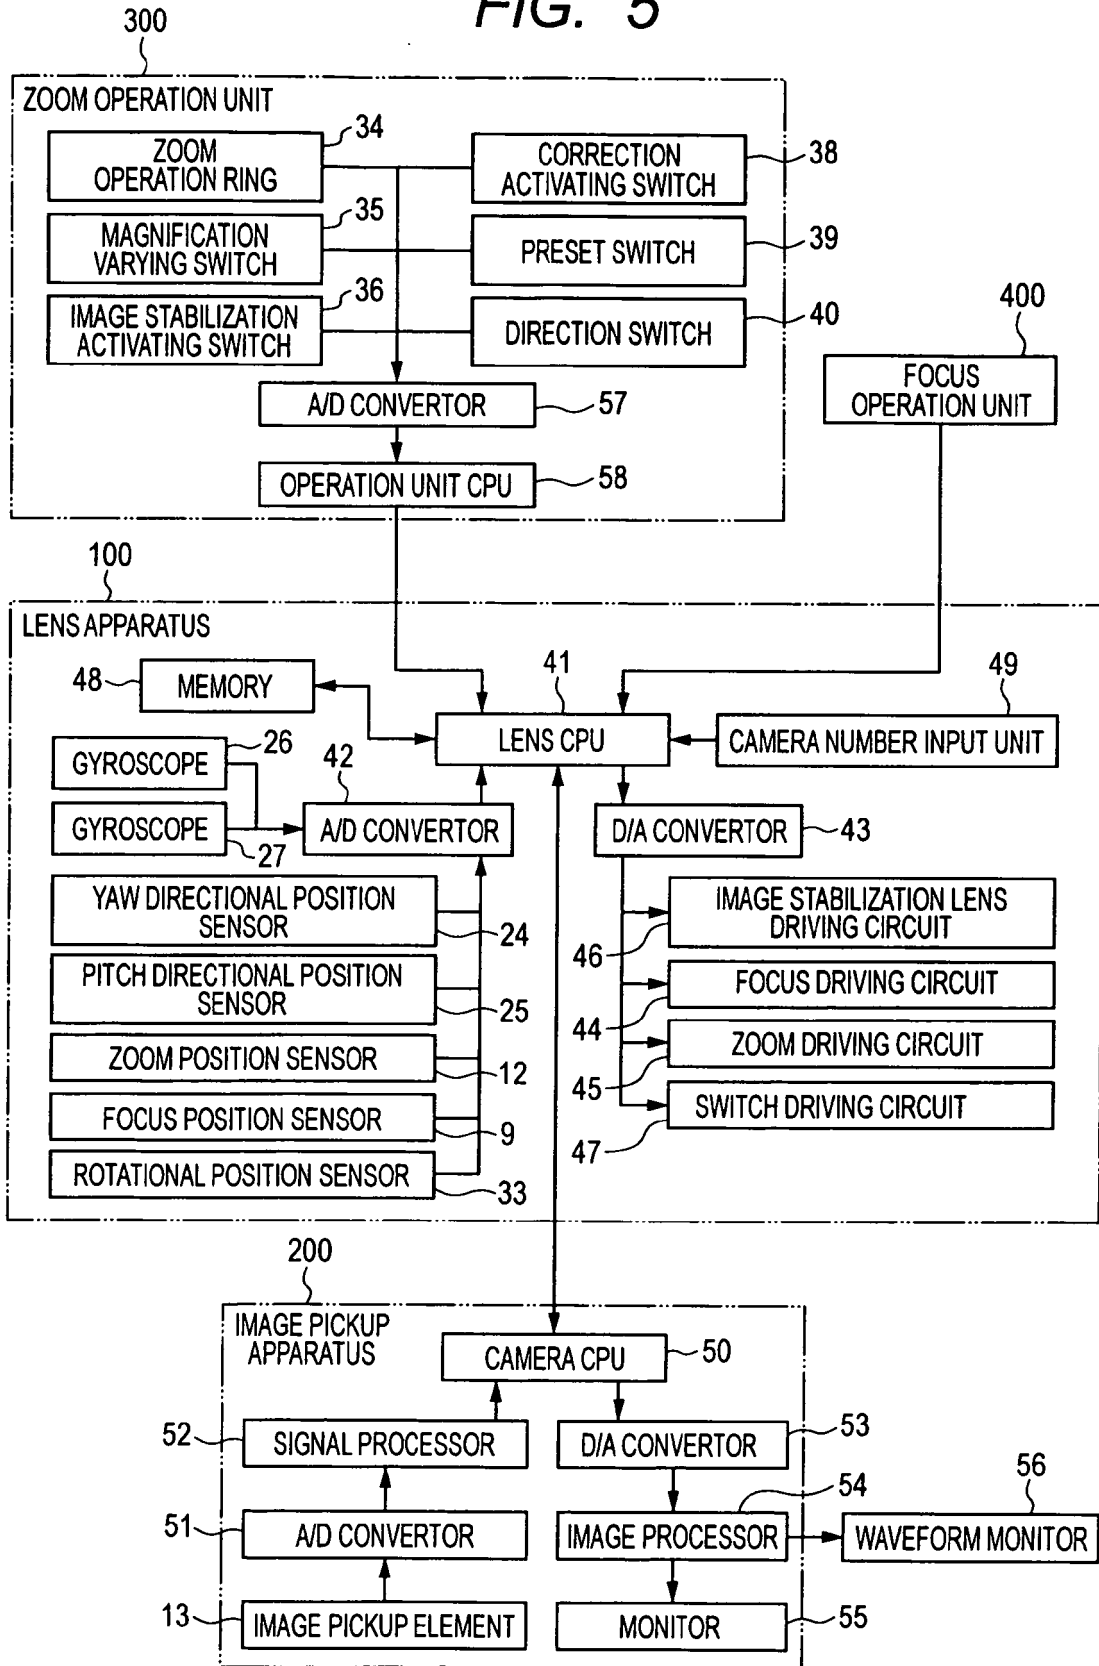 FIG. 5
300
ZOOM OPERATION UNIT
ZOOM
OPERATION RING
34
CORRECTION
ACTIVATING SWITCH
38
MAGNIFICATION
VARYING SWITCH
35
PRESET SWITCH
39
IMAGE STABILIZATION
ACTIVATING SWITCH
36
DIRECTION SWITCH
40
A/D CONVERTOR
57
OPERATION UNIT CPU
58
400
FOCUS
OPERATION UNIT
100
LENS APPARATUS
48
MEMORY
41
LENS CPU
49
CAMERA NUMBER INPUT UNIT
GYROSCOPE
26
GYROSCOPE
27
42
A/D CONVERTOR
D/A CONVERTOR
43
YAW DIRECTIONAL POSITION
SENSOR
24
PITCH DIRECTIONAL POSITION
SENSOR
25
ZOOM POSITION SENSOR
12
FOCUS POSITION SENSOR
9
ROTATIONAL POSITION SENSOR
33
IMAGE STABILIZATION LENS
DRIVING CIRCUIT
46
FOCUS DRIVING CIRCUIT
44
ZOOM DRIVING CIRCUIT
45
SWITCH DRIVING CIRCUIT
47
200
IMAGE PICKUP
APPARATUS
CAMERA CPU
50
52
SIGNAL PROCESSOR
D/A CONVERTOR
53
51
A/D CONVERTOR
IMAGE PROCESSOR
54
56
WAVEFORM MONITOR
13
IMAGE PICKUP ELEMENT
MONITOR
55